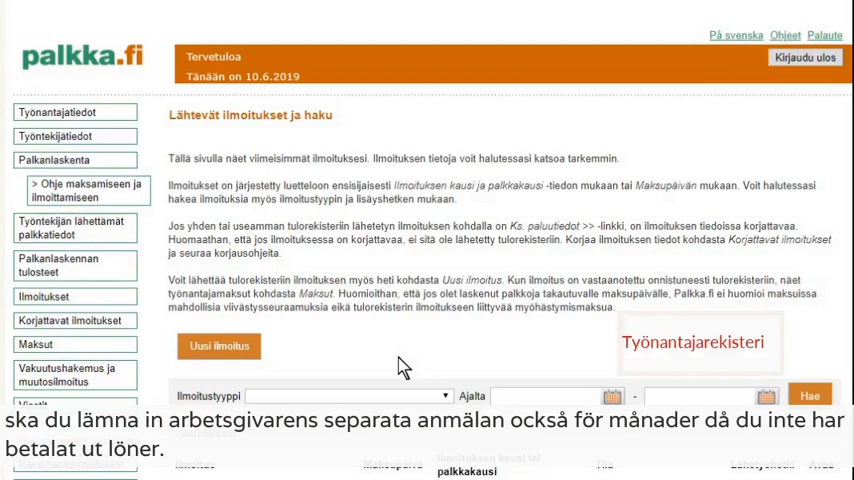 På svenska Ohjeet Palaute
palkka.fi
Tervetuloa
Tänään on 10.6.2019
Kirjaudu ulos
Työnantajatiedot
Työntekijätiedot
Palkanlaskenta
> Ohje maksamiseen ja
ilmoittamiseen
Työntekijän lähettämät
palkkatiedot
Palkanlaskennan
tulosteet
Ilmoitukset
Korjattavat ilmoitukset
Maksut
Vakuutushakemus ja
muutosilmoitus
Lähtevät ilmoitukset ja haku
Tällä sivulla näet viimeisimmät ilmoituksesi. Ilmoituksen tietoja voit halutessasi katsoa tarkemmin.
Ilmoitukset on järjestetty luetteloon ensisijaisesti Ilmoituksen kausi ja palkkakausi -tiedon mukaan tai Maksupäivän mukaan. Voit halutessasi
hakea ilmoituksia myös ilmoitustyypin ja lisäyshetken mukaan.
Jos yhden tai useamman tulorekisteriin lähetetyn ilmoituksen kohdalla on Ks. paluutiedot >> -linkki, on ilmoituksen tiedoissa korjattavaa.
Huomaathan, että jos ilmoituksessa on korjattavaa, ei sitä ole lähetetty tulorekisteriin. Korjaa ilmoituksen tiedot kohdasta Korjattavat ilmoitukset
ja seuraa korjausohjeita.
Voit lähettää tulorekisteriin ilmoituksen myös heti kohdasta Uusi ilmoitus. Kun ilmoitus on vastaanotettu onnistuneesti tulorekisteriin, näet
työnantajamaksut kohdasta Maksut. Huomioithan, että jos olet laskenut palkkoja takautuvalle maksupäivälle, Palkka.fi ei huomioi maksuissa
mahdollisia viivästysseuraamuksia eikä tulorekisterin ilmoitukseen liittyvää myöhästymismaksua.
Uusi ilmoitus
Työnantajarekisteri
Ilmoitustyyppi Ajalta - Hae
ska du lämna in arbetsgivarens separata anmälan också för månader då du inte har
betalat ut löner.
Ilmoitus Maksupäivä Ilmoituksen kausi tai Tila Lähetyshetki Avaa
palkkakausi